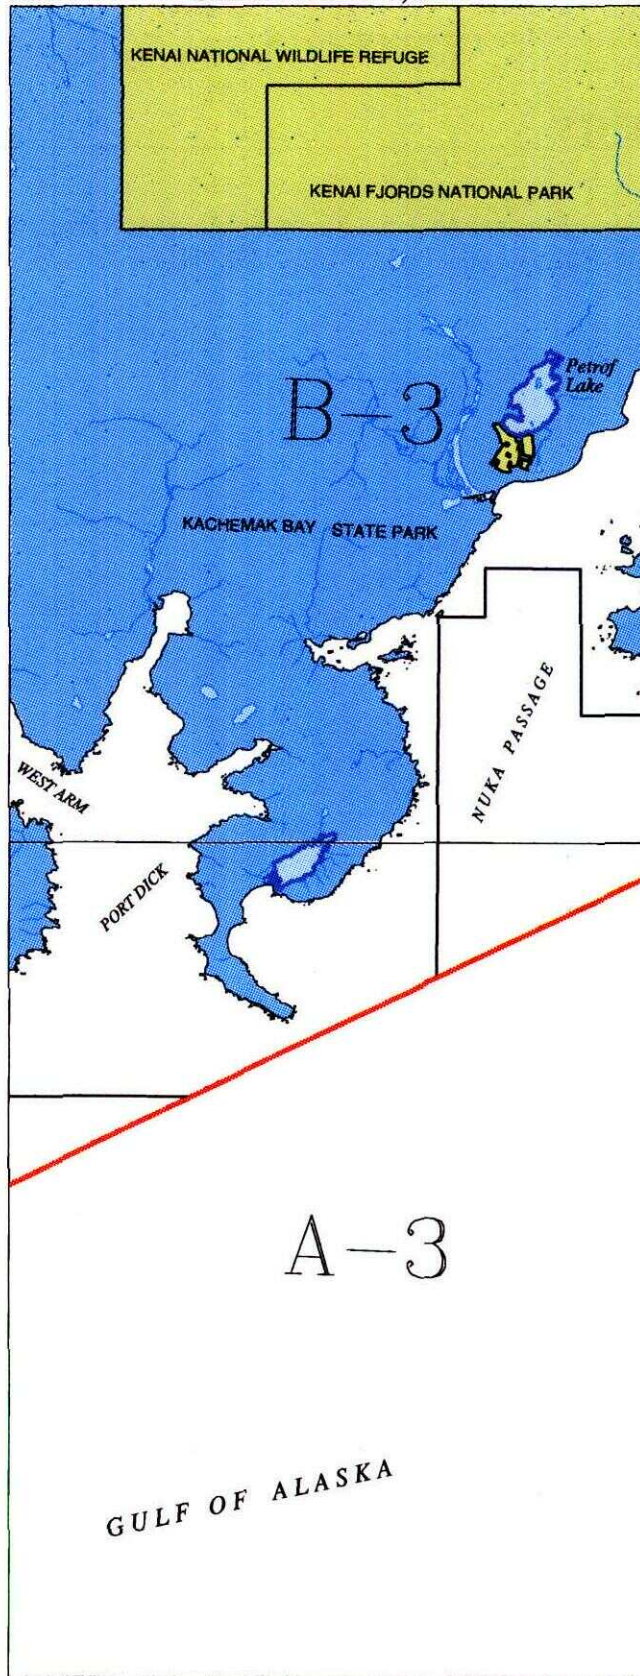 KENAI NATIONAL WILDLIFE REFUGE
KENAI FJORDS NATIONAL PARK
Petrof
Lake
B-3
KACHEMAK BAY STATE PARK
NUKA PASSAGE
WEST ARM
PORT DICK
A-3
GULF OF ALASKA